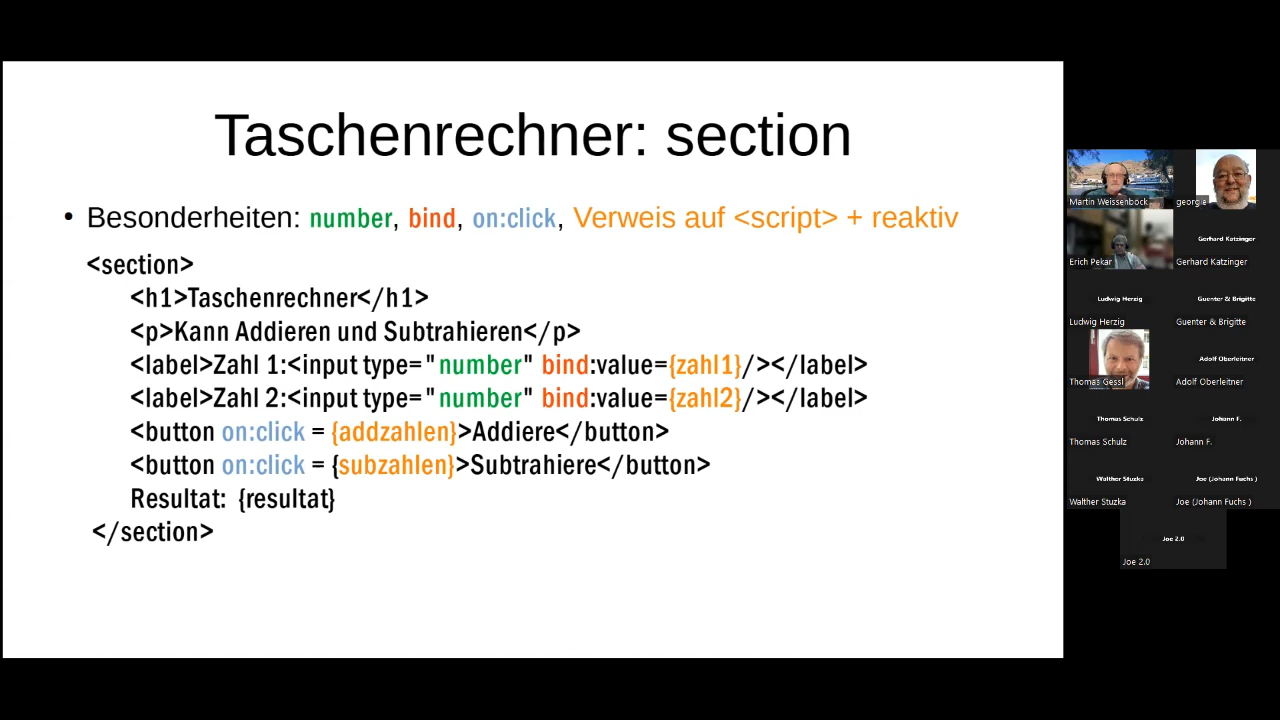 Taschenrechner: section
• Besonderheiten: number, bind, on:click, Verweis auf <script> + reaktiv
<section>
<h1>Taschenrechner</h1>
<p>Kann Addieren und Subtrahieren</p>
<label>Zahl 1:<input type="number" bind:value={zahl1}/></label>
<label>Zahl 2:<input type="number" bind:value={zahl2}/></label>
<button on:click = {addzahlen}>Addiere</button>
<button on:click = {subzahlen}>Subtrahiere</button>
Resultat: {resultat}
</section>
Martin Weissenböck
georgie
Erich Pekar
Gerhard Katzinger
Gerhard Katzinger
Ludwig Herzig
Ludwig Herzig
Guenter & Brigitte
Guenter & Brigitte
Thomas Gessl
Adolf Oberleitner
Adolf Oberleitner
Thomas Schulz
Thomas Schulz
Johann F.
Johann F.
Walther Stuzka
Walther Stuzka
Joe (Johann Fuchs )
Joe (Johann Fuchs )
Joe 2.0
Joe 2.0